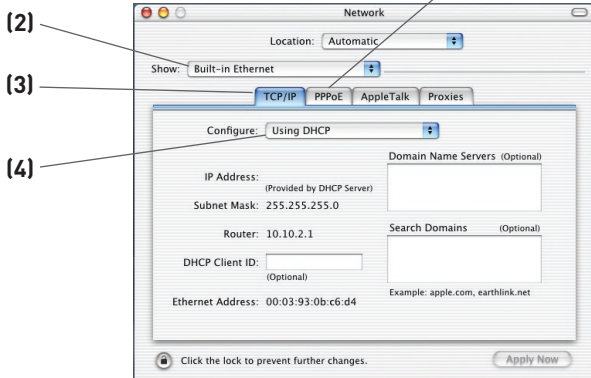 Network
(2)
Location: Automatic
Show: Built-in Ethernet
(3)
TCP/IP PPPoE AppleTalk Proxies
Configure: Using DHCP
(4)
Domain Name Servers (Optional)
IP Address:
(Provided by DHCP Server)
Subnet Mask: 255.255.255.0
Router: 10.10.2.1
Search Domains (Optional)
DHCP Client ID:
(Optional)
Example: apple.com, earthlink.net
Ethernet Address: 00:03:93:0b:c6:d4
Click the lock to prevent further changes.
Apply Now